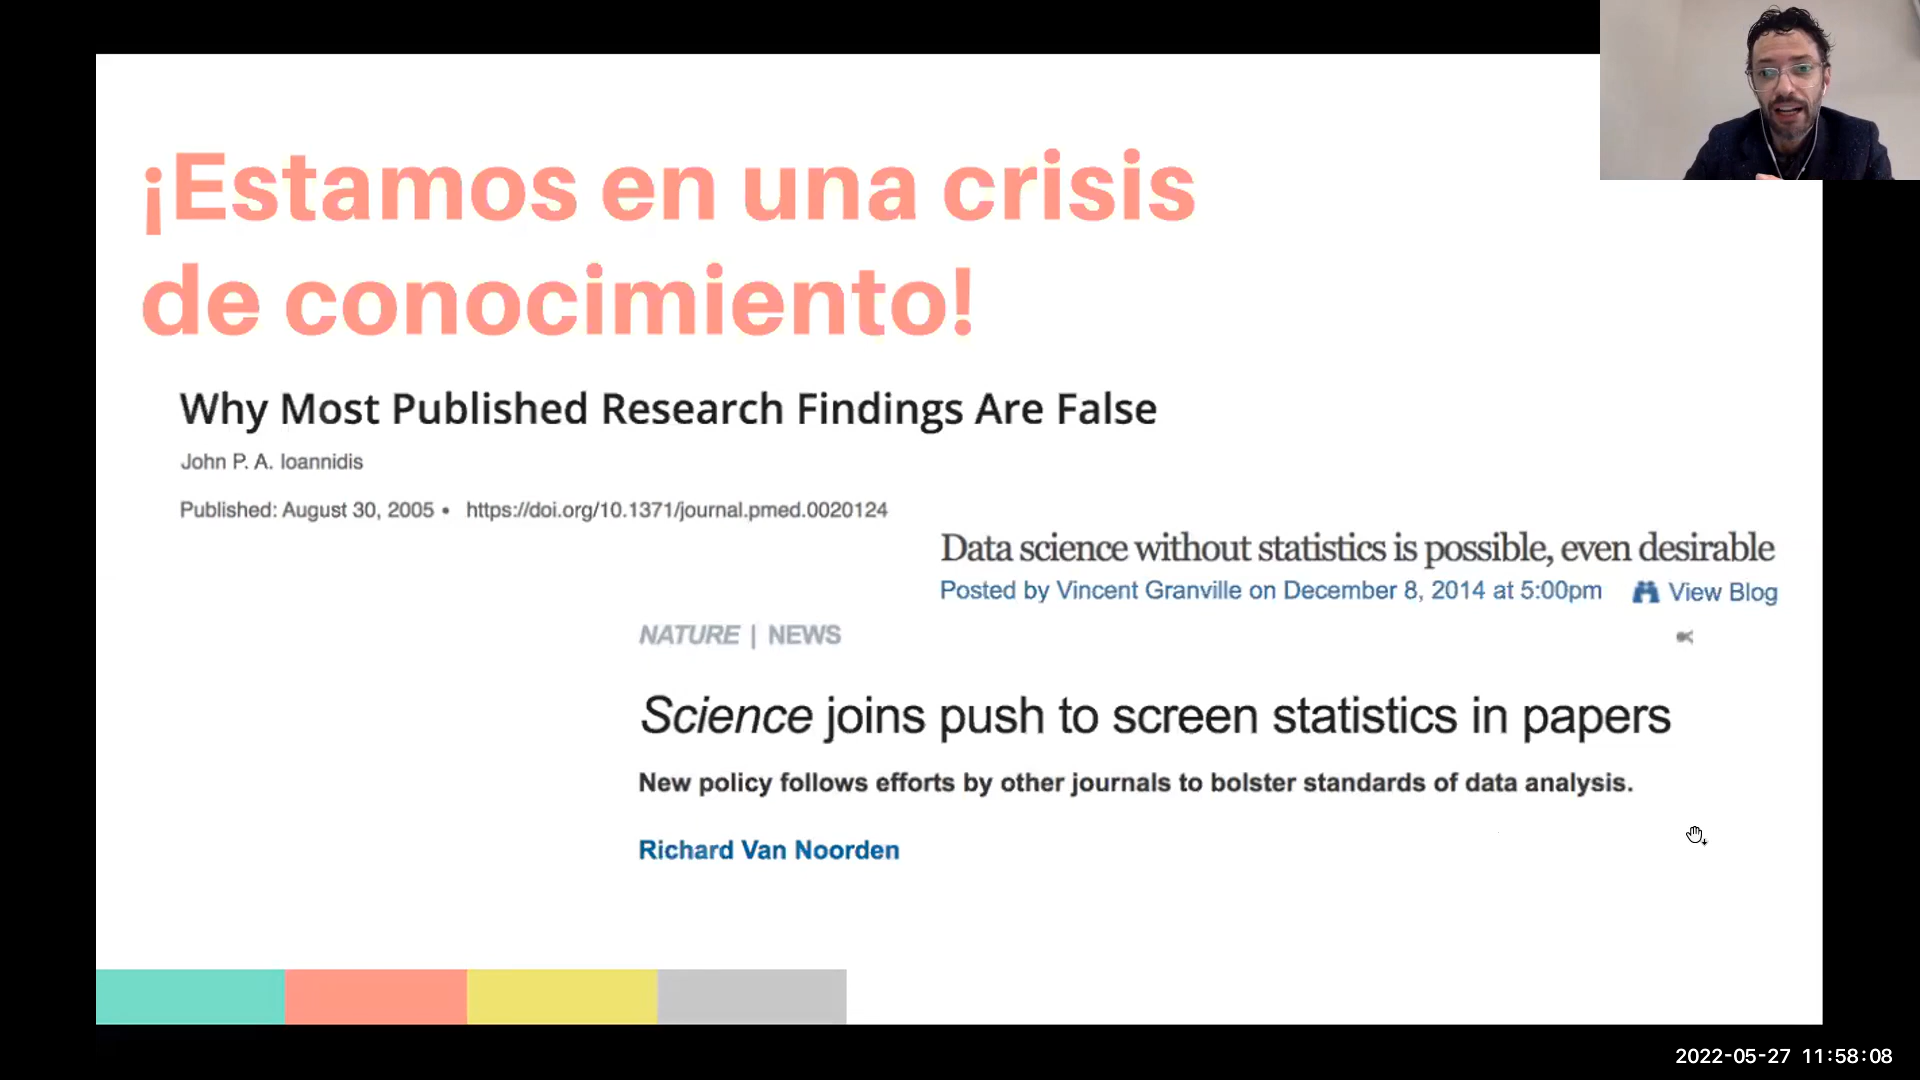 ¡Estamos en una crisis
de conocimiento!
Why Most Published Research Findings Are False
John P. A. Ioannidis
Published: August 30, 2005 • https://doi.org/10.1371/journal.pmed.0020124
Data science without statistics is possible, even desirable
Posted by Vincent Granville on December 8, 2014 at 5:00pm View Blog
NATURE | NEWS
Science joins push to screen statistics in papers
New policy follows efforts by other journals to bolster standards of data analysis.
Richard Van Noorden
2022-05-27 11:58:08